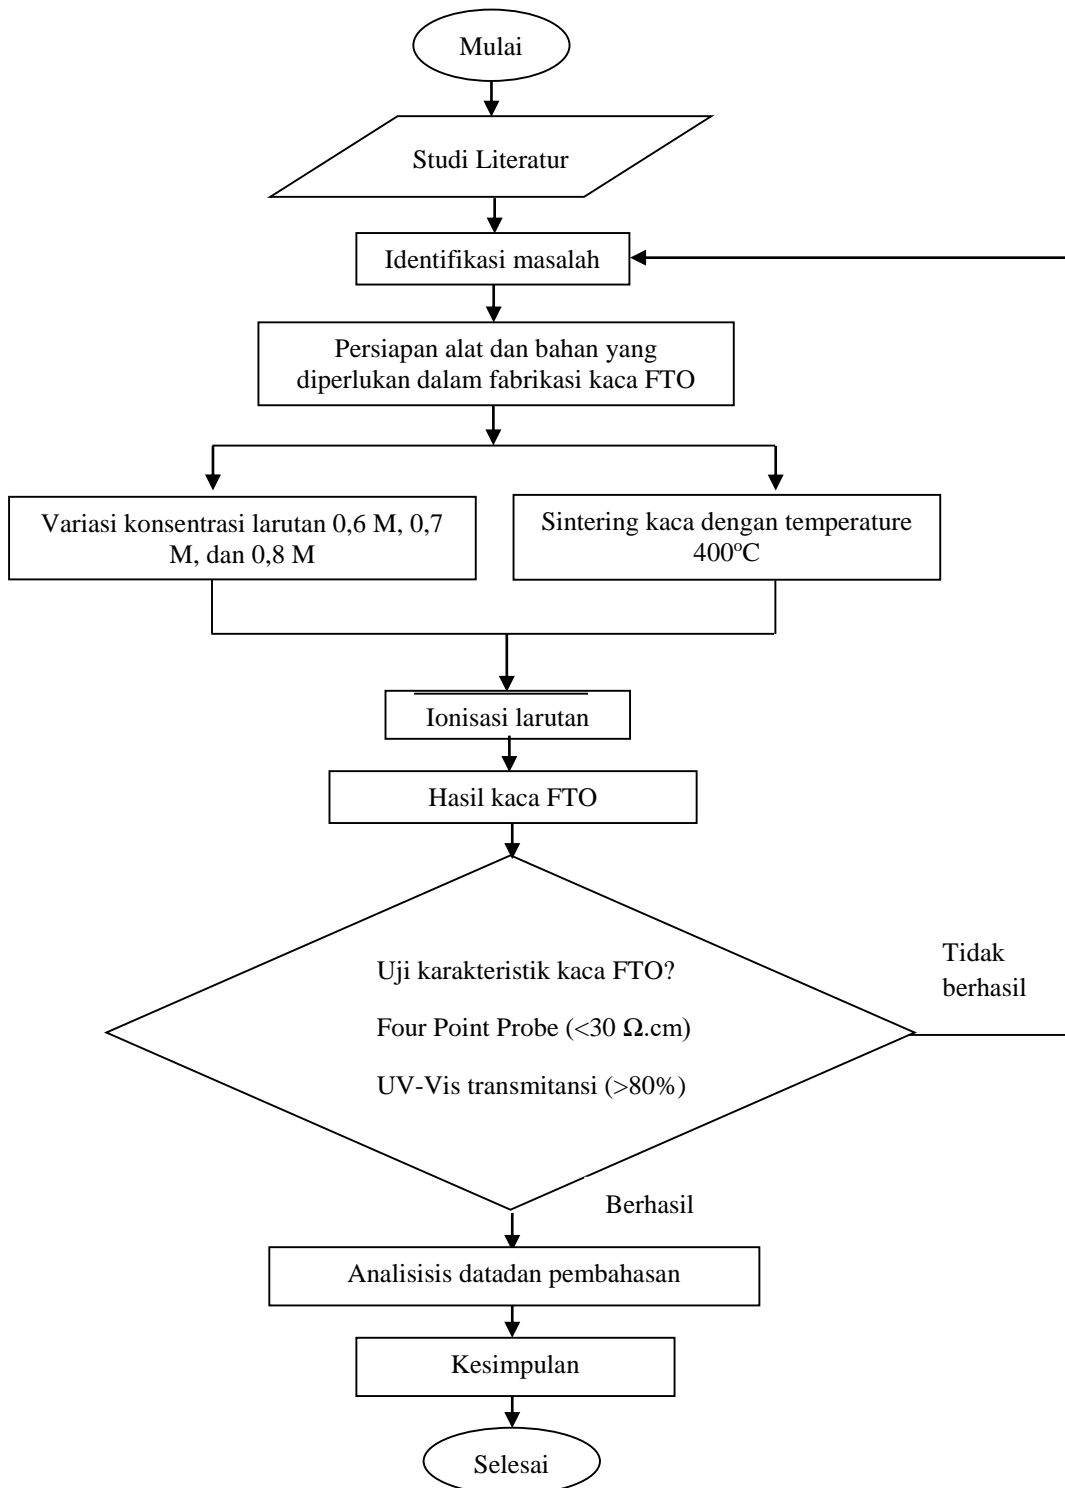 Mulai
Studi Literatur
Identifikasi masalah
Persiapan alat dan bahan yang
diperlukan dalam fabrikasi kaca FTO
Variasi konsentrasi larutan 0,6 M, 0,7
M, dan 0,8 M
Sintering kaca dengan temperature
400ºC
Ionisasi larutan
Hasil kaca FTO
Uji karakteristik kaca FTO?
Four Point Probe (<30 Ω.cm)
UV-Vis transmitansi (>80%)
Tidak
berhasil
Berhasil
Analisisis datadan pembahasan
Kesimpulan
Selesai